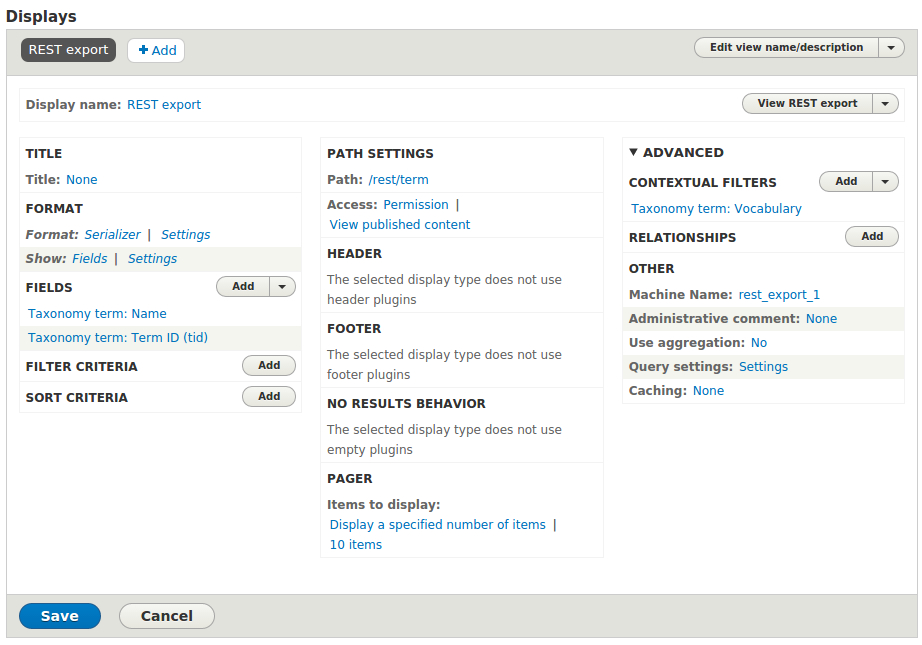 Displays
REST export
Add
Edit view name/description
Display name: REST export
View REST export
TITLE
Title: None
FORMAT
Format: Serializer | Settings
Show: Fields | Settings
FIELDS
Add
Taxonomy term: Name
Taxonomy term: Term ID (tid)
FILTER CRITERIA
Add
SORT CRITERIA
Add
PATH SETTINGS
Path: /rest/term
Access: Permission |
View published content
HEADER
The selected display type does not use
header plugins
FOOTER
The selected display type does not use
footer plugins
NO RESULTS BEHAVIOR
The selected display type does not use
empty plugins
PAGER
Items to display:
Display a specified number of items |
10 items
ADVANCED
CONTEXTUAL FILTERS
Add
Taxonomy term: Vocabulary
RELATIONSHIPS
Add
OTHER
Machine Name: rest_export_1
Administrative comment: None
Use aggregation: No
Query settings: Settings
Caching: None
Save
Cancel